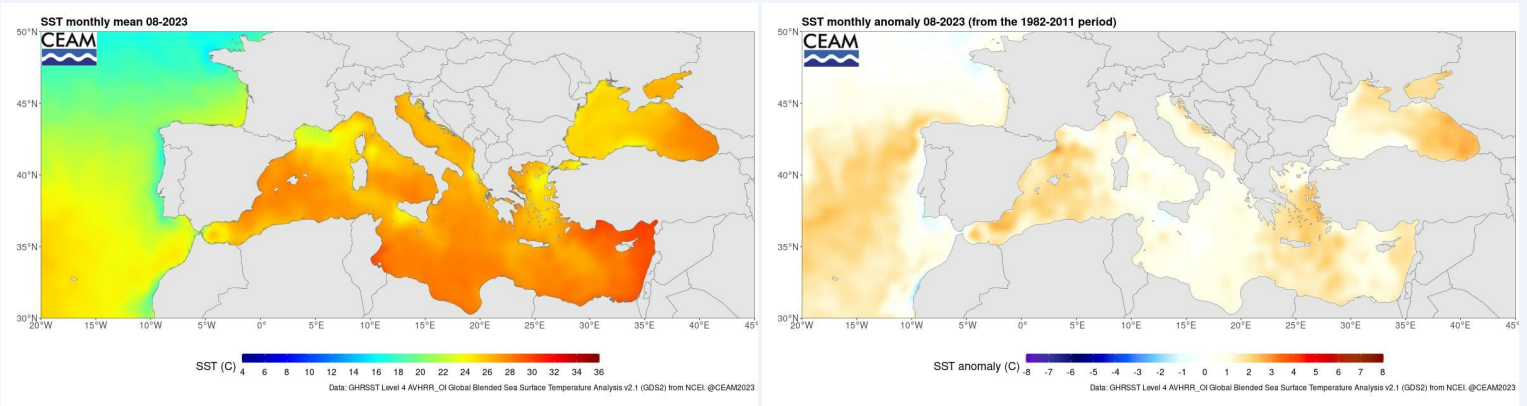 SST monthly mean 08-2023
CEAM
50°N
45°N
40°N
35°N
30°N
20°W 15°W 10°W 5°W 0° 5°E 10°E 15°E 20°E 25°E 30°E 35°E 40°E 45°
SST (C) 4 6 8 10 12 14 16 18 20 22 24 26 28 30 32 34 36
Data: GHRSST Level 4 AVHRR_OI Global Blended Sea Surface Temperature Analysis v2.1 (GDS2) from NCEI. @CEAM2023
SST monthly anomaly 08-2023 (from the 1982-2011 period)
CEAM
50°N
45°N
40°N
35°N
30°N
20°W 15°W 10°W 5°W 0° 5°E 10°E 15°E 20°E 25°E 30°E 35°E 40°E 45°
SST anomaly (C) -8 -7 -6 -5 -4 -3 -2 -1 0 1 2 3 4 5 6 7 8
Data: GHRSST Level 4 AVHRR_OI Global Blended Sea Surface Temperature Analysis v2.1 (GDS2) from NCEI. @CEAM2023